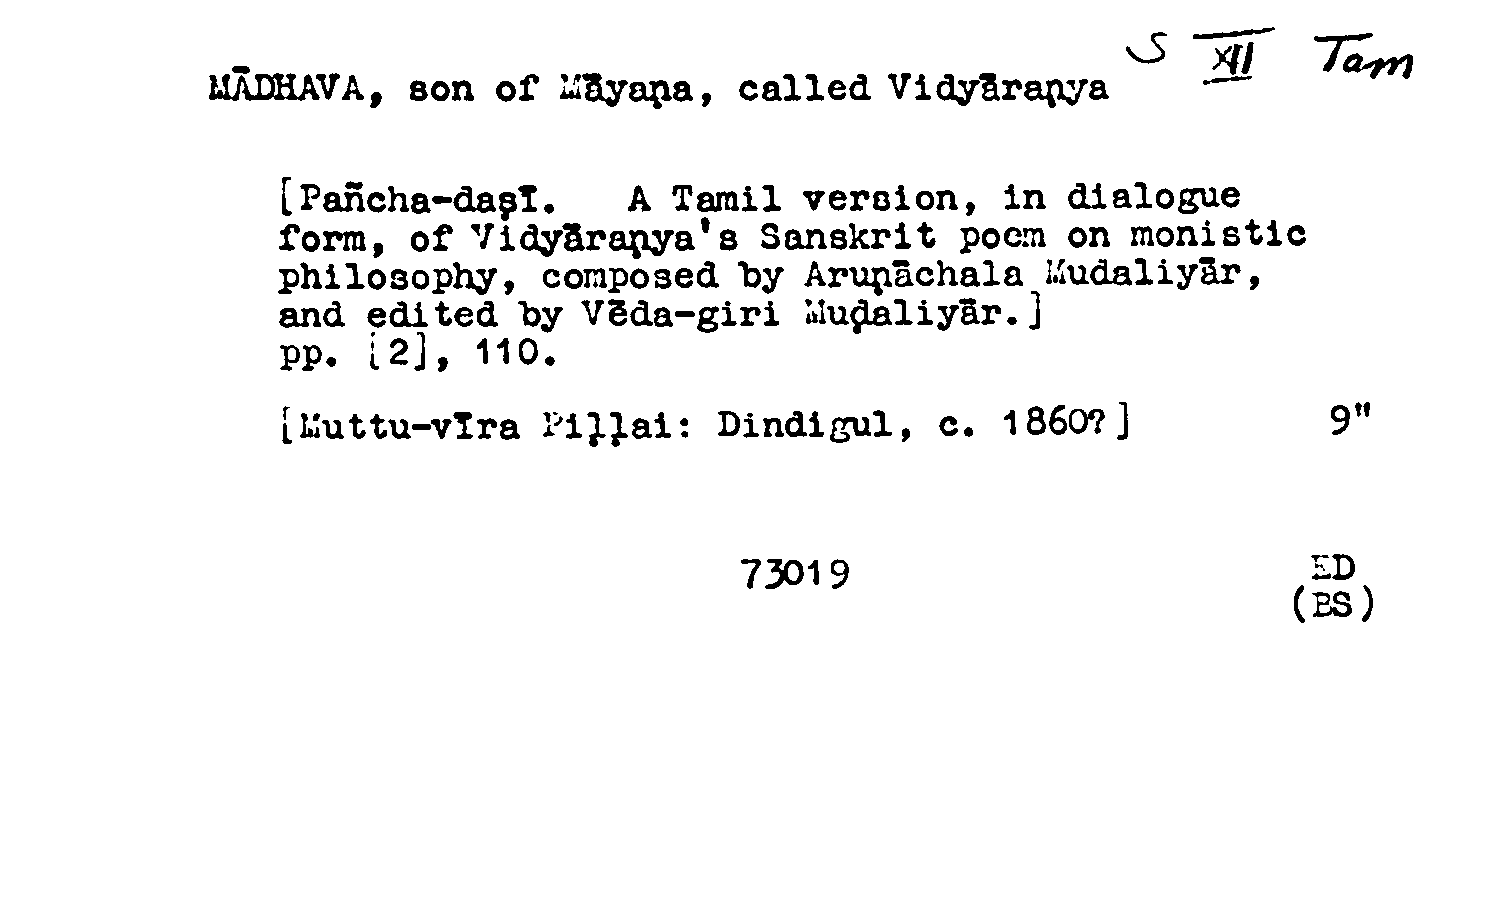 S XII Tam
MĀDHAVA, son of Māyaṇa, called Vidyāraṇya
[Pañcha-daṣī. A Tamil version, in dialogue
form, of Vidyāraṇya's Sanskrit poem on monistic
philosophy, composed by Aruṇāchala Mudaliyār,
and edited by Vēda-giri Muḍaliyār.]
pp. [2], 110.
[Muttu-vīra Piḷḷai: Dindigul, c. 1860?] 9"
73019 ED
(BS)